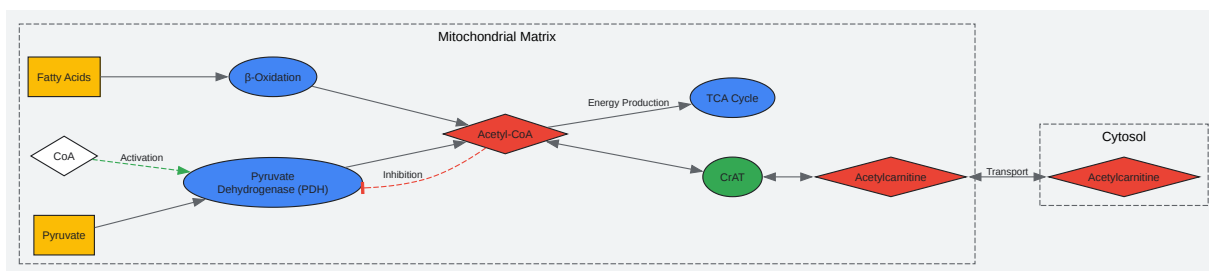 Mitochondrial Matrix
Fatty Acids
β-Oxidation
Energy Production
TCA Cycle
Acetyl-CoA
Cytosol
CoA
Activation
Pyruvate
Dehydrogenase (PDH)
Inhibition
CrAT
Acetylcarnitine
Transport
Acetylcarnitine
Pyruvate